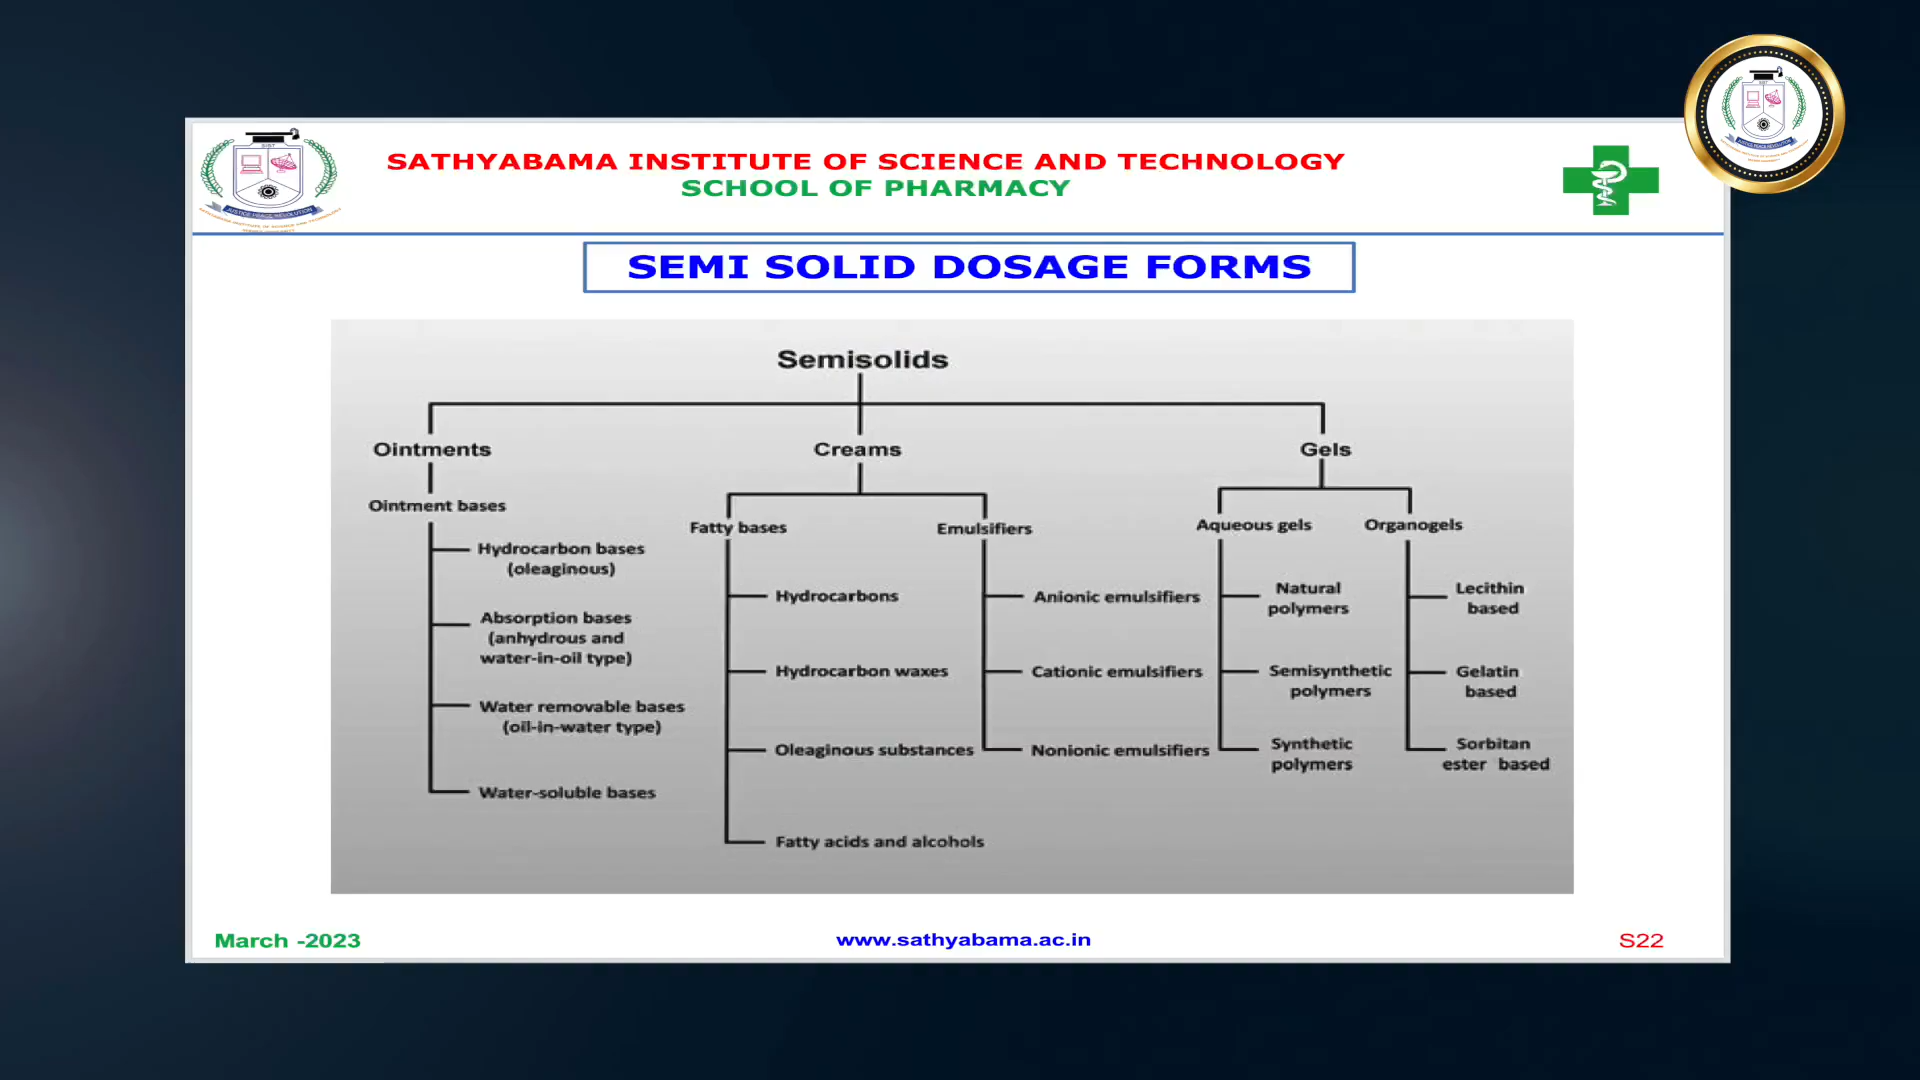 SATHYABAMA INSTITUTE OF SCIENCE AND TECHNOLOGY
SCHOOL OF PHARMACY
SIST
JUSTICE PEACE REVOLUTION
SEMI SOLID DOSAGE FORMS
Semisolids
Ointments
Creams
Gels
Ointment bases
Hydrocarbon bases
(oleaginous)
Absorption bases
(anhydrous and
water-in-oil type)
Water removable bases
(oil-in-water type)
Water-soluble bases
Fatty bases
Hydrocarbons
Hydrocarbon waxes
Oleaginous substances
Fatty acids and alcohols
Emulsifiers
Anionic emulsifiers
Cationic emulsifiers
Nonionic emulsifiers
Aqueous gels
Natural
polymers
Semisynthetic
polymers
Synthetic
polymers
Organogels
Lecithin
based
Gelatin
based
Sorbitan
ester based
March -2023
www.sathyabama.ac.in
S22